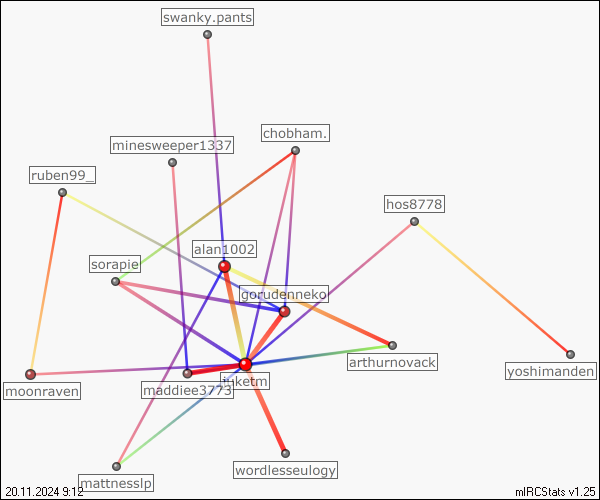 swanky.pants
chobham.
minesweeper1337
ruben99_
hos8778
alan1002
sorapie
gorudenneko
arthurnovack
yoshimanden
moonraven
maddiee3773
wordlesseulogy
mattnesslp
20.11.2024 9:12
mIRCStats v1.25